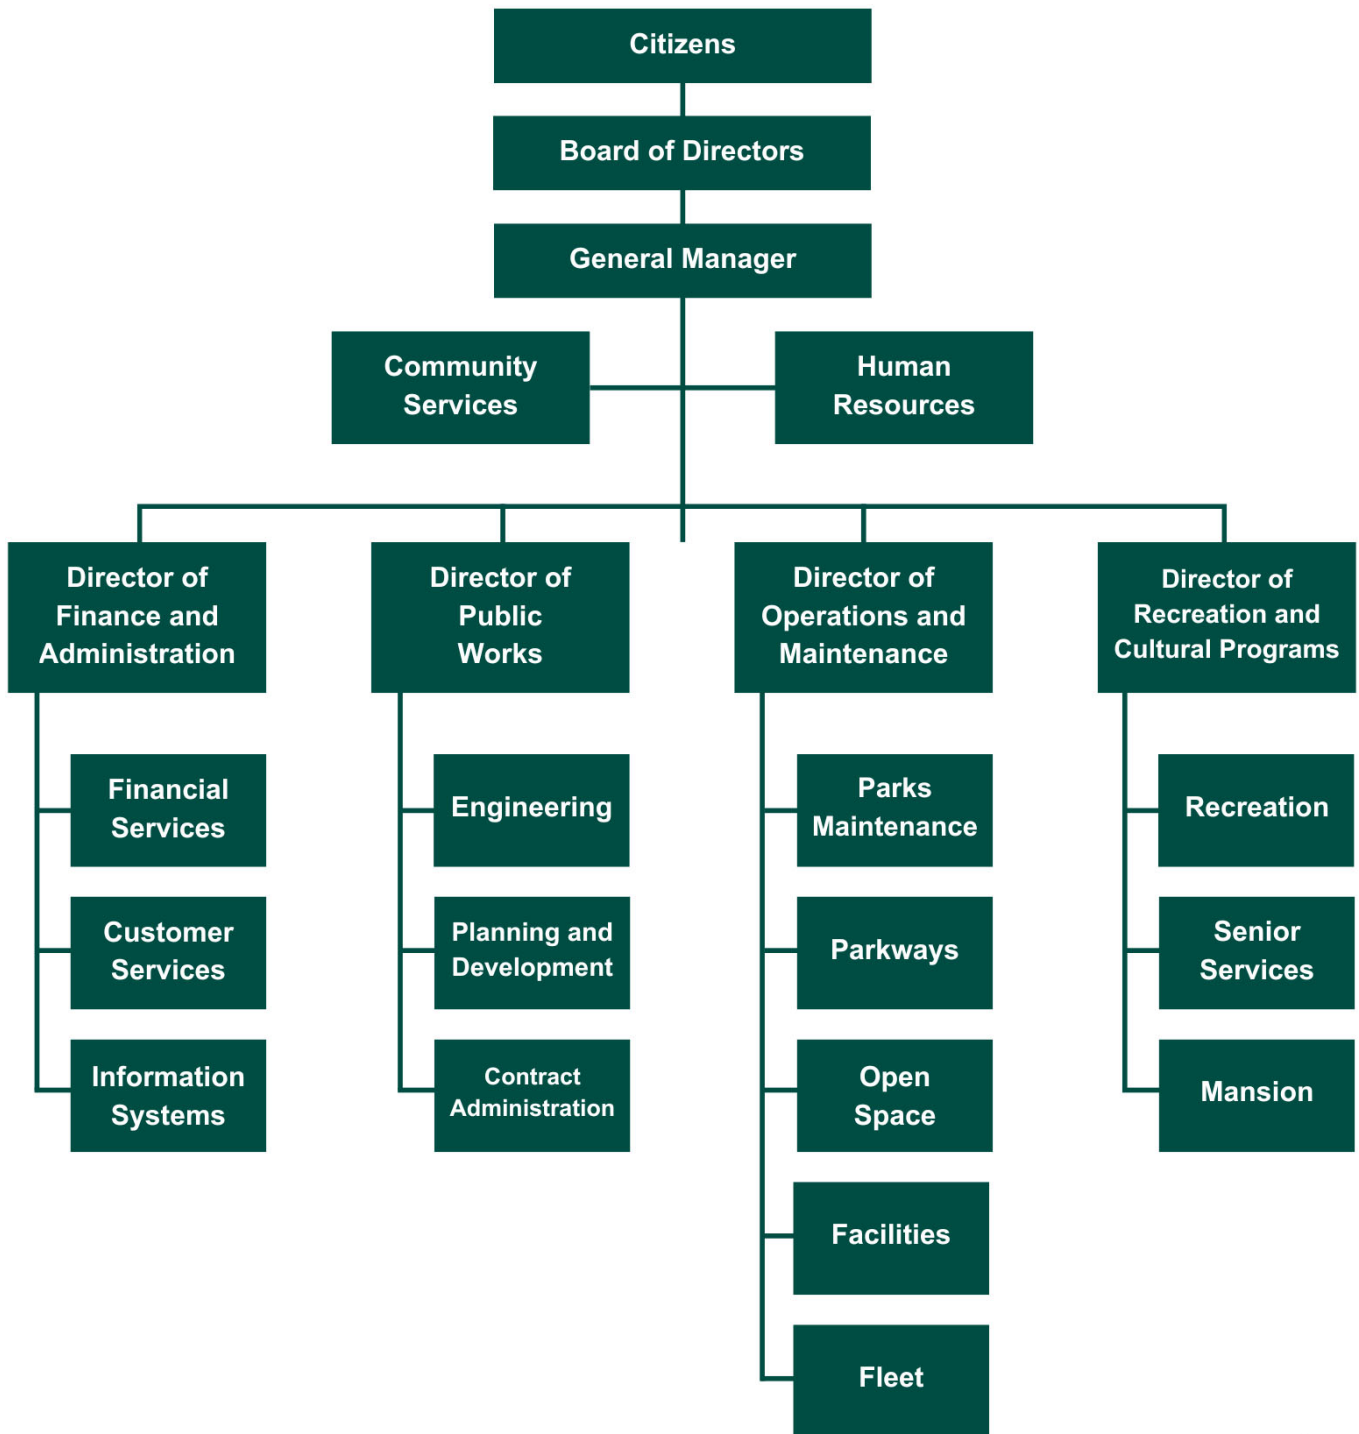 Citizens
Board of Directors
General Manager
Community
Services
Human
Resources
Director of
Finance and
Administration
Financial
Services
Customer
Services
Information
Systems
Director of
Public
Works
Engineering
Planning and
Development
Contract
Administration
Director of
Operations and
Maintenance
Parks
Maintenance
Parkways
Open
Space
Facilities
Fleet
Director of
Recreation and
Cultural Programs
Recreation
Senior
Services
Mansion